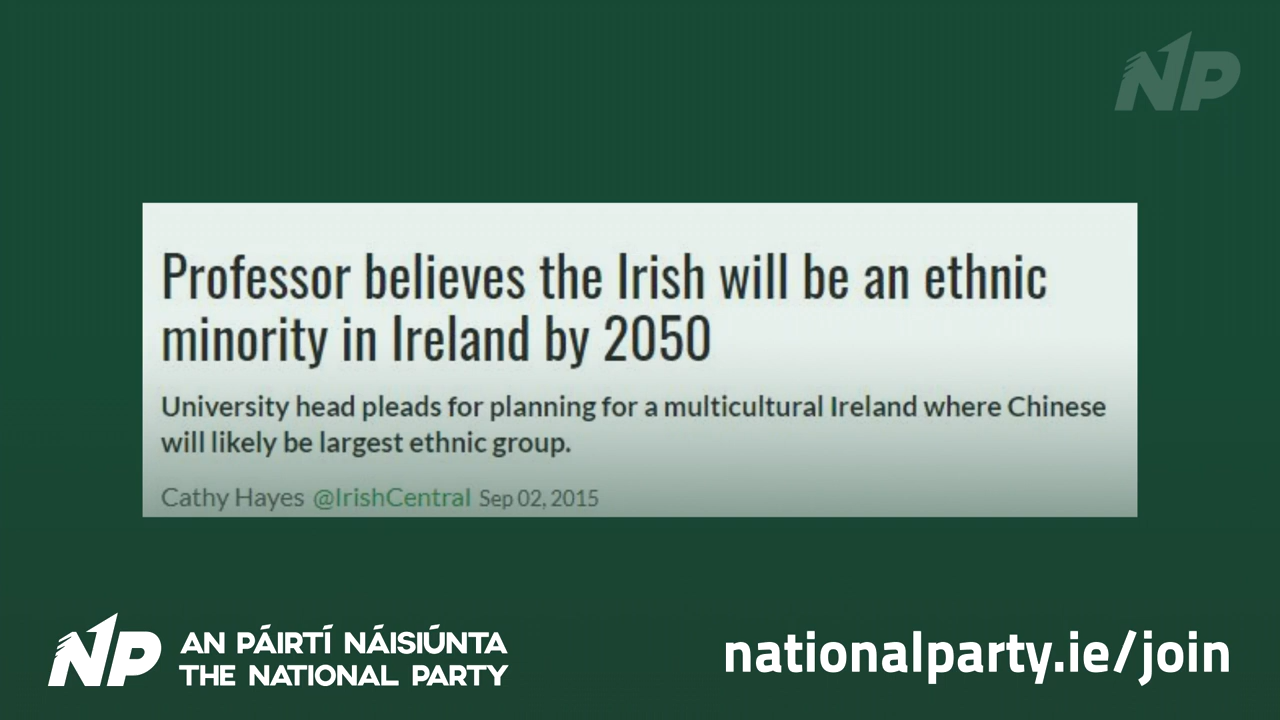 NP
Professor believes the Irish will be an ethnic
minority in Ireland by 2050
University head pleads for planning for a multicultural Ireland where Chinese
will likely be largest ethnic group.
Cathy Hayes @IrishCentral Sep 02, 2015
NP AN PÁIRTÍ NÁISIÚNTA
THE NATIONAL PARTY
nationalparty.ie/join